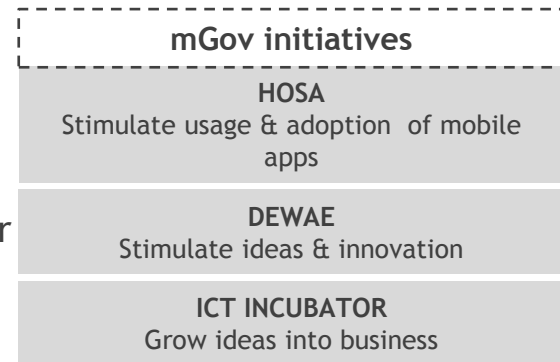 mGov initiatives
HOSA
Stimulate usage & adoption of mobile
apps
r
DEWAE
Stimulate ideas & innovation
ICT INCUBATOR
Grow ideas into business